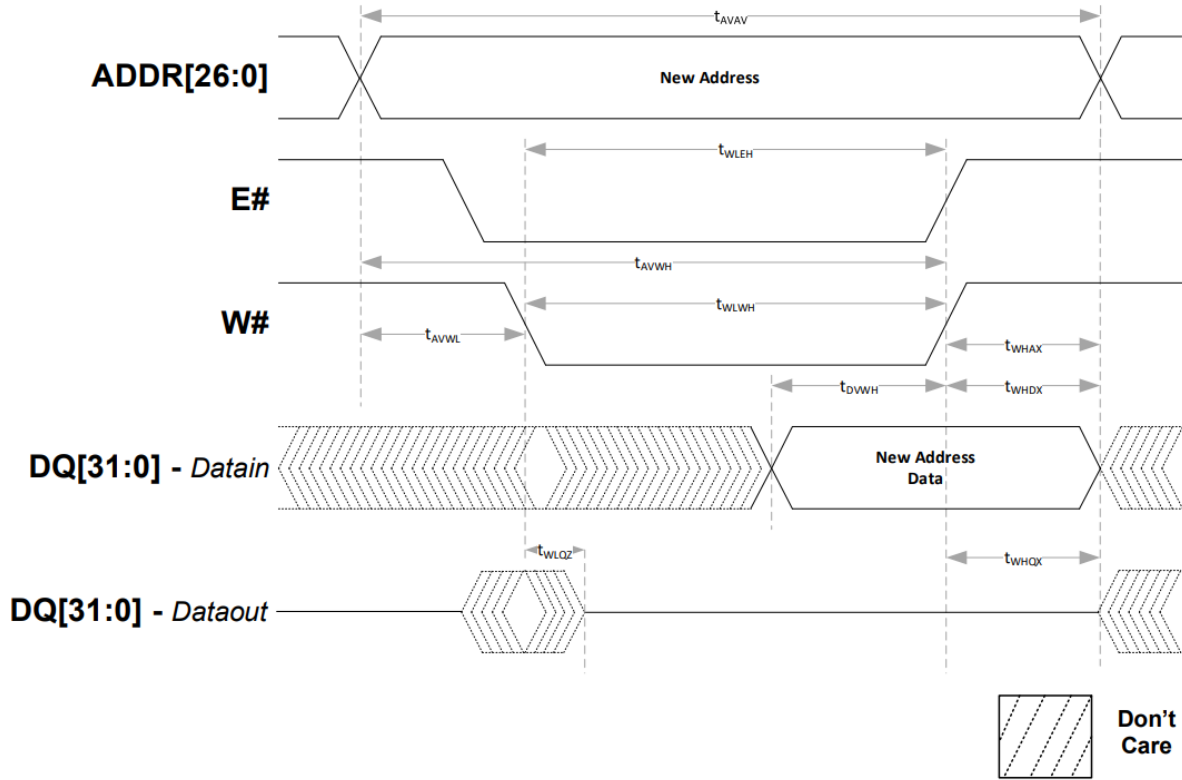 tAVAV
ADDR[26:0]
New Address
tWLEH
E#
tAVWH
W#
tWLWH
tAVWL
tWHAX
tDVWH
tWHDX
DQ[31:0] - Datain
New Address
Data
tWLQZ
tWHQX
DQ[31:0] - Dataout
Don't
Care